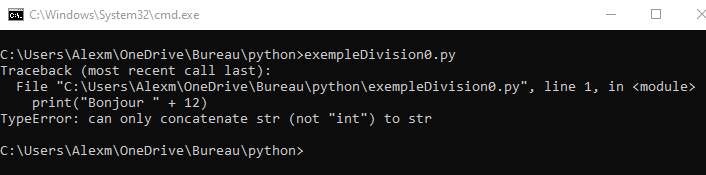 C:\Windows\System32\cmd.exe
C:\Users\Alexm\OneDrive\Bureau\python>exempleDivision0.py
Traceback (most recent call last):
  File "C:\Users\Alexm\OneDrive\Bureau\python\exempleDivision0.py", line 1, in <module>
    print("Bonjour " + 12)
TypeError: can only concatenate str (not "int") to str
C:\Users\Alexm\OneDrive\Bureau\python>